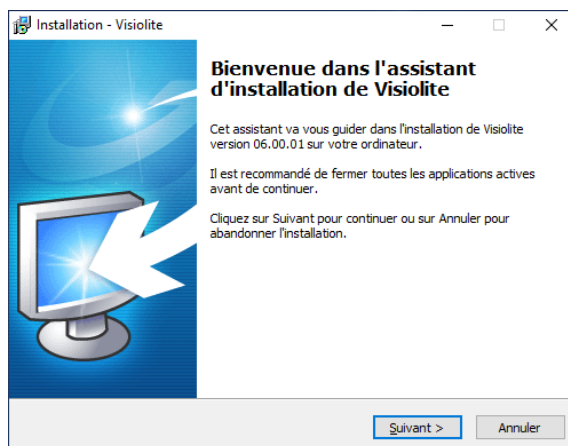 Installation - Visiolite
Bienvenue dans l'assistant
d'installation de Visiolite
Cet assistant va vous guider dans l'installation de Visiolite
version 06.00.01 sur votre ordinateur.
Il est recommandé de fermer toutes les applications actives
avant de continuer.
Cliquez sur Suivant pour continuer ou sur Annuler pour
abandonner l'installation.
Suivant >
Annuler